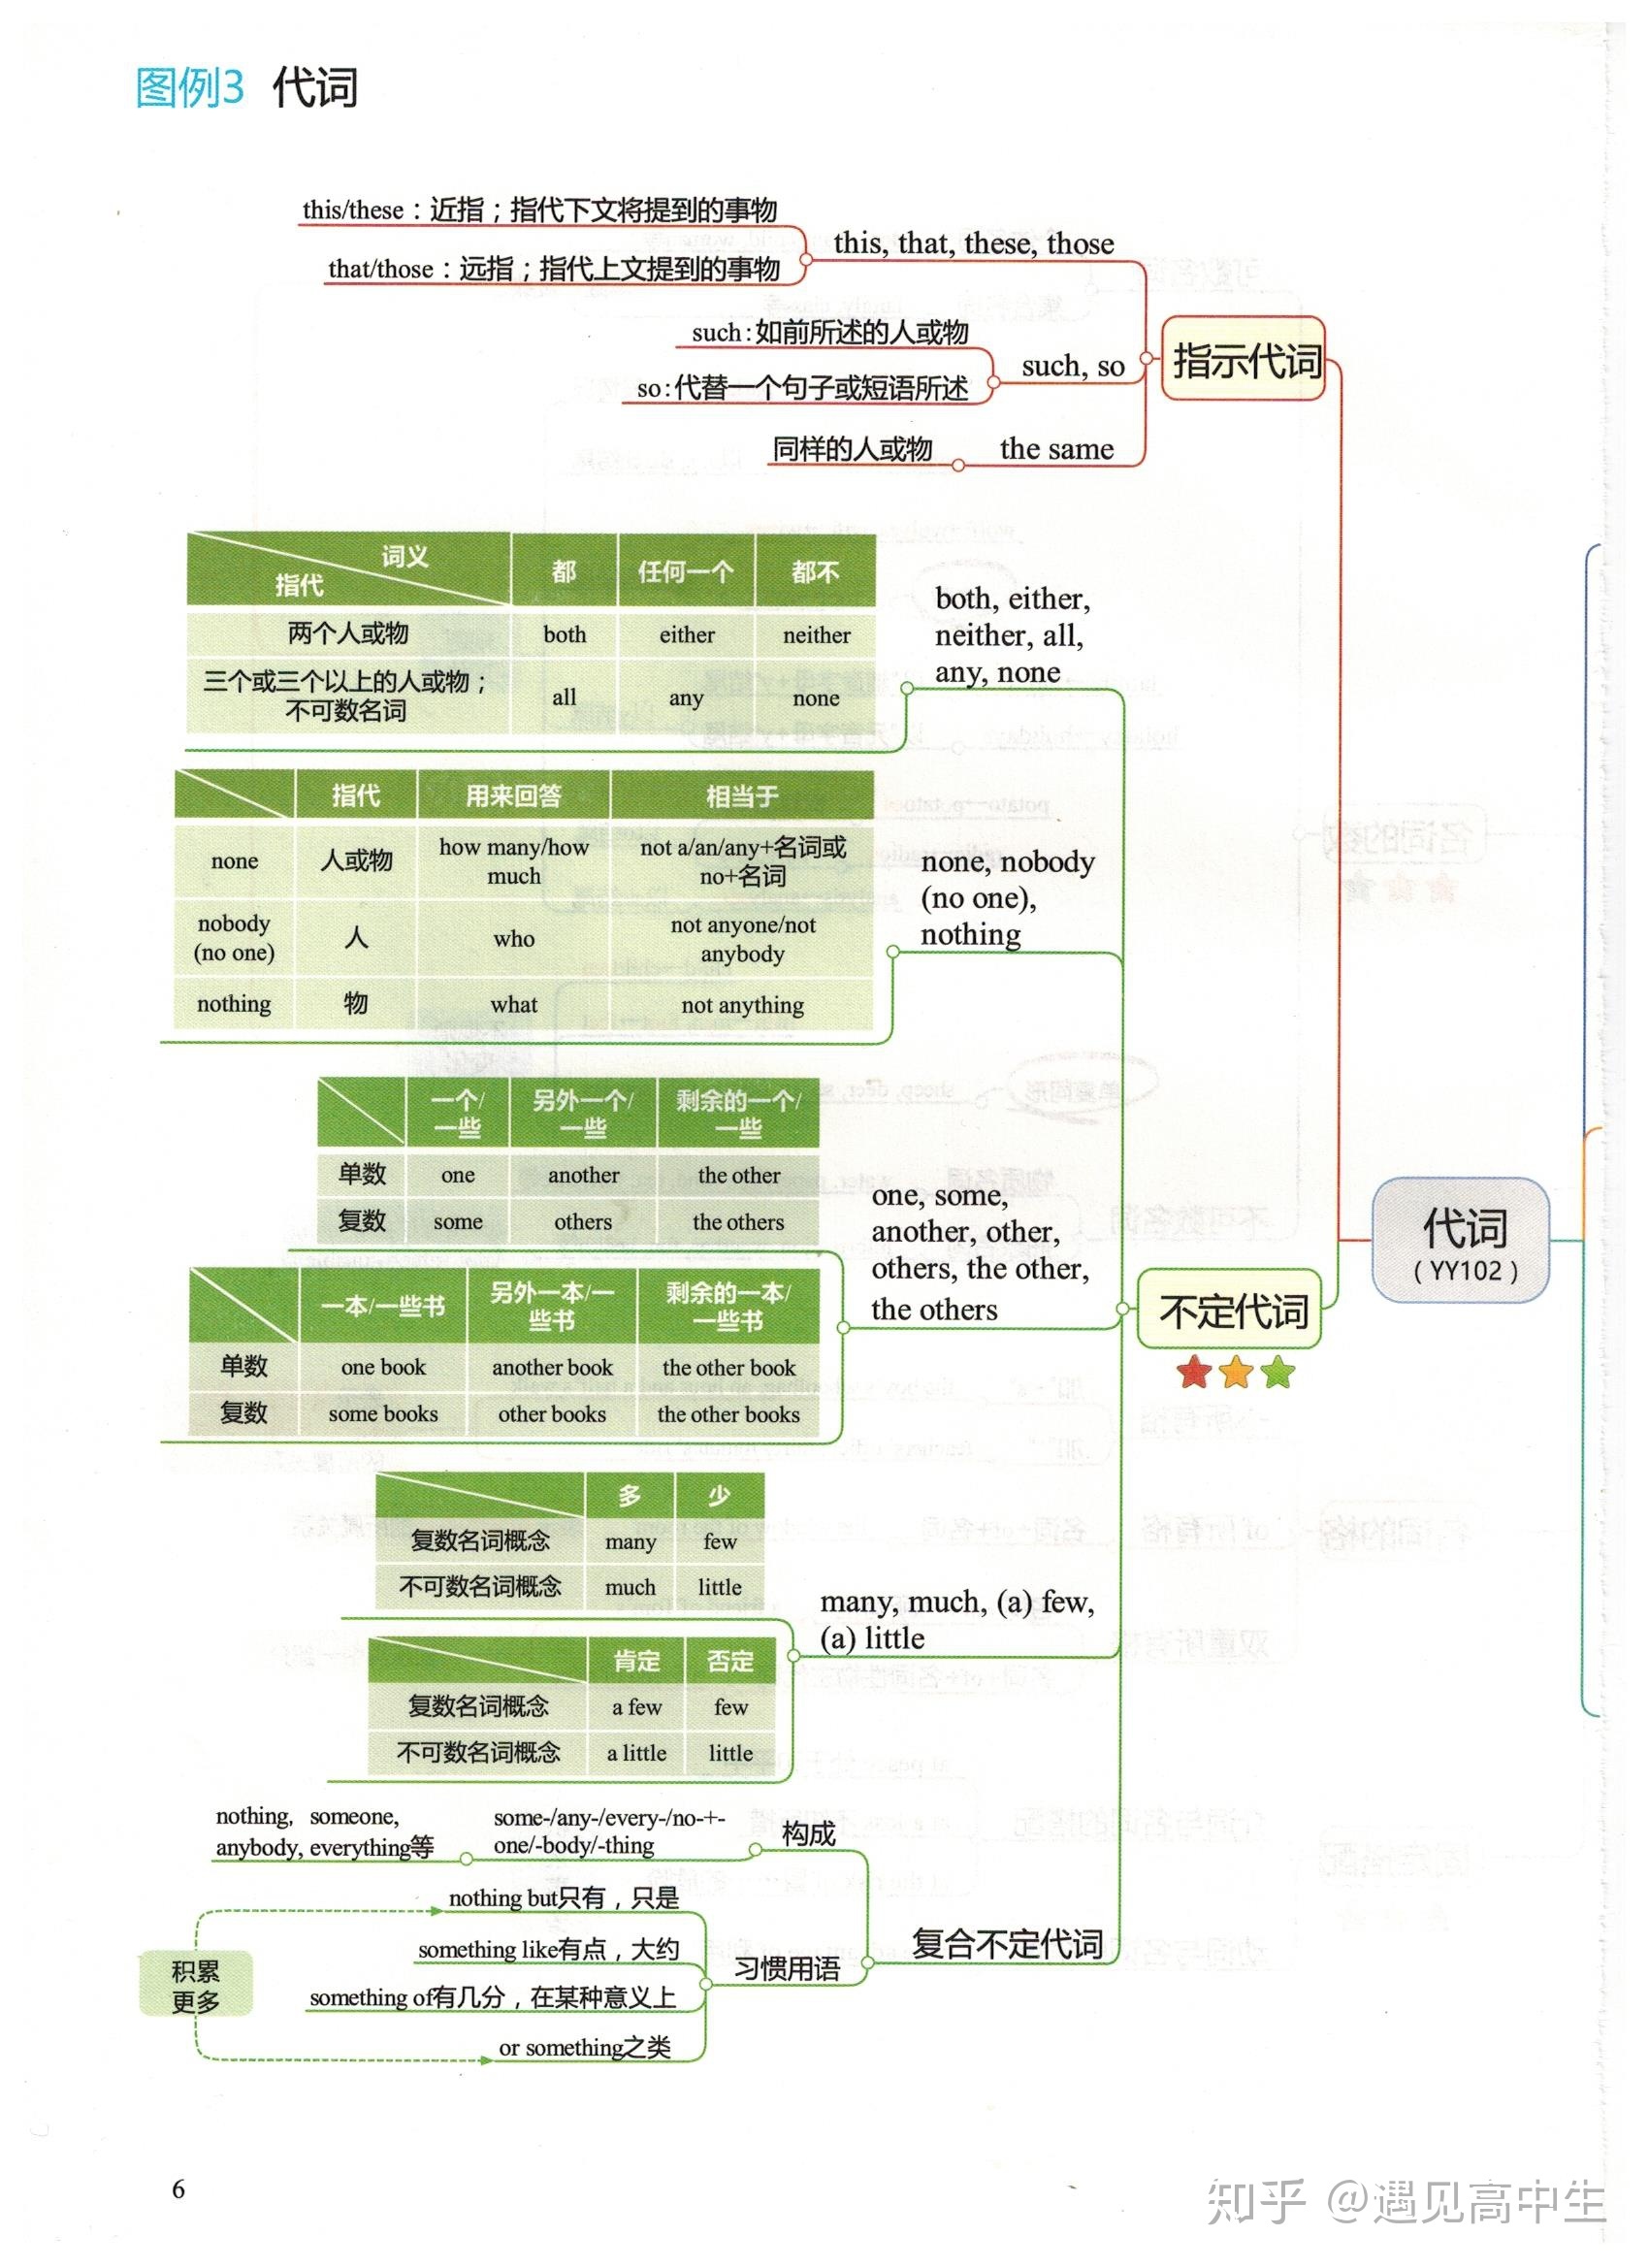 图例3 代词
this/these：近指；指代下文将提到的事物
that/those：远指；指代上文提到的事物
this, that, these, those
such:如前所述的人或物
so:代替一个句子或短语所述
such, so
同样的人或物
the same
指示代词
词义
指代
都 任何一个 都不
两个人或物 both either neither
三个或三个以上的人或物；
不可数名词
all any none
both, either,
neither, all,
any, none
指代 用来回答 相当于
none 人或物
how many/how
much
not a/an/any+名词或
no+名词
nobody
(no one)
人 who
not anyone/not
anybody
nothing 物 what not anything
none, nobody
(no one),
nothing
一个/
一些
另外一个/
一些
剩余的一个/
一些
单数 one another the other
复数 some others the others
一本/一些书
另外一本/一
些书
剩余的一本/
一些书
单数 one book another book the other book
复数 some books other books the other books
one, some,
another, other,
others, the other,
the others
代词
（YY102）
不定代词
多 少
复数名词概念 many few
不可数名词概念 much little
肯定 否定
复数名词概念 a few few
不可数名词概念 a little little
many, much, (a) few,
(a) little
nothing, someone,
anybody, everything等
some-/any-/every-/no-+-
one/-body/-thing
构成
nothing but只有，只是
something like有点，大约
something of有几分，在某种意义上
or something之类
习惯用语
复合不定代词
积累
更多
6
知乎 @遇见高中生